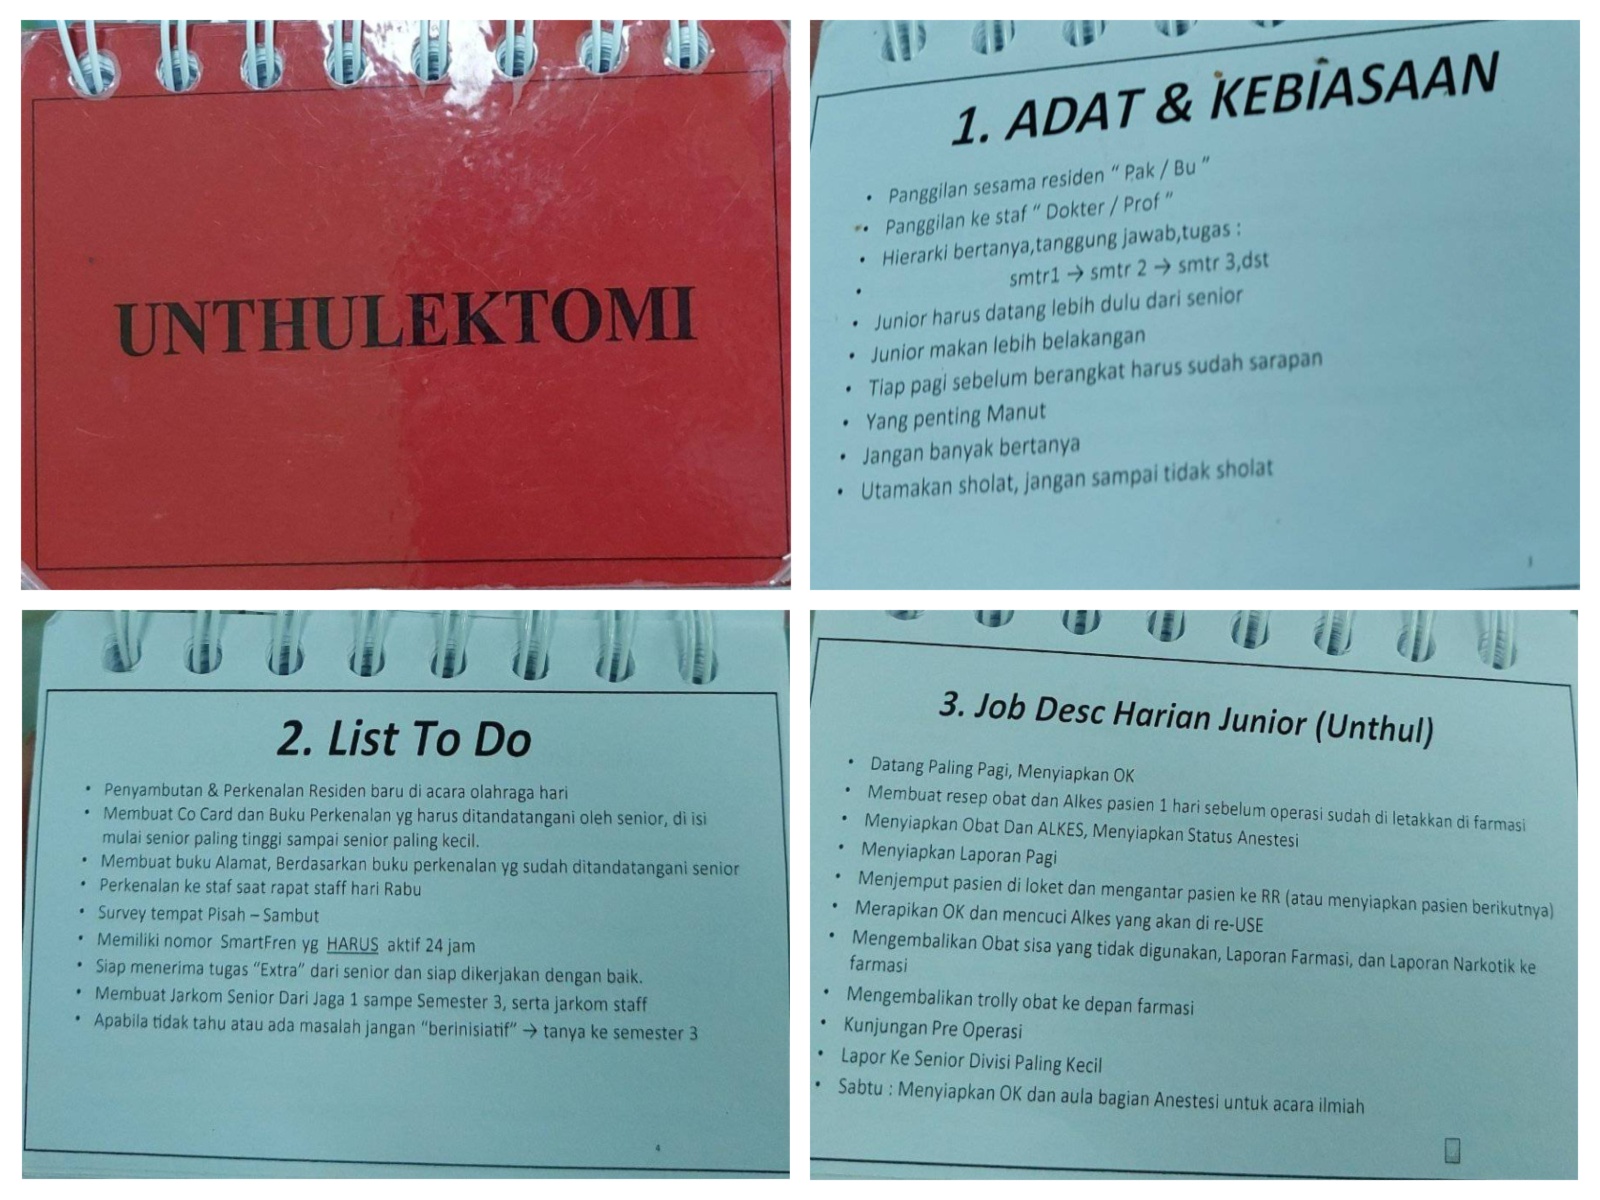 UNTHULEKTOMI
1. ADAT & KEBIASAAN
• Panggilan sesama residen “ Pak / Bu ”
• Panggilan ke staf “ Dokter / Prof ”
• Hierarki bertanya,tanggung jawab,tugas :
• smtr1 → smtr 2 → smtr 3,dst
• Junior harus datang lebih dulu dari senior
• Junior makan lebih belakangan
• Tiap pagi sebelum berangkat harus sudah sarapan
• Yang penting Manut
• Jangan banyak bertanya
• Utamakan sholat, jangan sampai tidak sholat
2. List To Do
• Penyambutan & Perkenalan Residen baru di acara olahraga hari
• Membuat Co Card dan Buku Perkenalan yg harus ditandatangani oleh senior, di isi
mulai senior paling tinggi sampai senior paling kecil.
• Membuat buku Alamat, Berdasarkan buku perkenalan yg sudah ditandatangani senior
• Perkenalan ke staf saat rapat staff hari Rabu
• Survey tempat Pisah – Sambut
• Memiliki nomor SmartFren yg HARUS aktif 24 jam
• Siap menerima tugas “Extra” dari senior dan siap dikerjakan dengan baik.
• Membuat Jarkom Senior Dari Jaga 1 sampe Semester 3, serta jarkom staff
• Apabila tidak tahu atau ada masalah jangan “berinisiatif” → tanya ke semester 3
4
3. Job Desc Harian Junior (Unthul)
• Datang Paling Pagi, Menyiapkan OK
• Membuat resep obat dan Alkes pasien 1 hari sebelum operasi sudah di letakkan di farmasi
• Menyiapkan Obat Dan ALKES, Menyiapkan Status Anestesi
• Menyiapkan Laporan Pagi
• Menjemput pasien di loket dan mengantar pasien ke RR (atau menyiapkan pasien berikutnya)
• Merapikan OK dan mencuci Alkes yang akan di re-USE
• Mengembalikan Obat sisa yang tidak digunakan, Laporan Farmasi, dan Laporan Narkotik ke
farmasi
• Mengembalikan trolly obat ke depan farmasi
• Kunjungan Pre Operasi
• Lapor Ke Senior Divisi Paling Kecil
• Sabtu : Menyiapkan OK dan aula bagian Anestesi untuk acara ilmiah